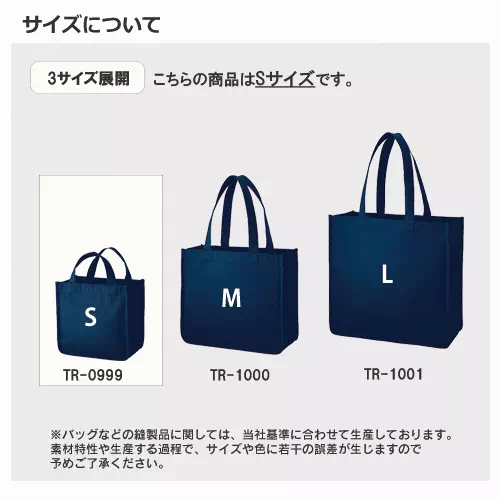 サイズについて
3サイズ展開
こちらの商品はSサイズです。
S
M
L
TR-0999
TR-1000
TR-1001
※バッグなどの縫製品に関しては、当社基準に合わせて生産しております。
素材特性や生産する過程で、サイズや色に若干の誤差が生じますので
予めご了承ください。